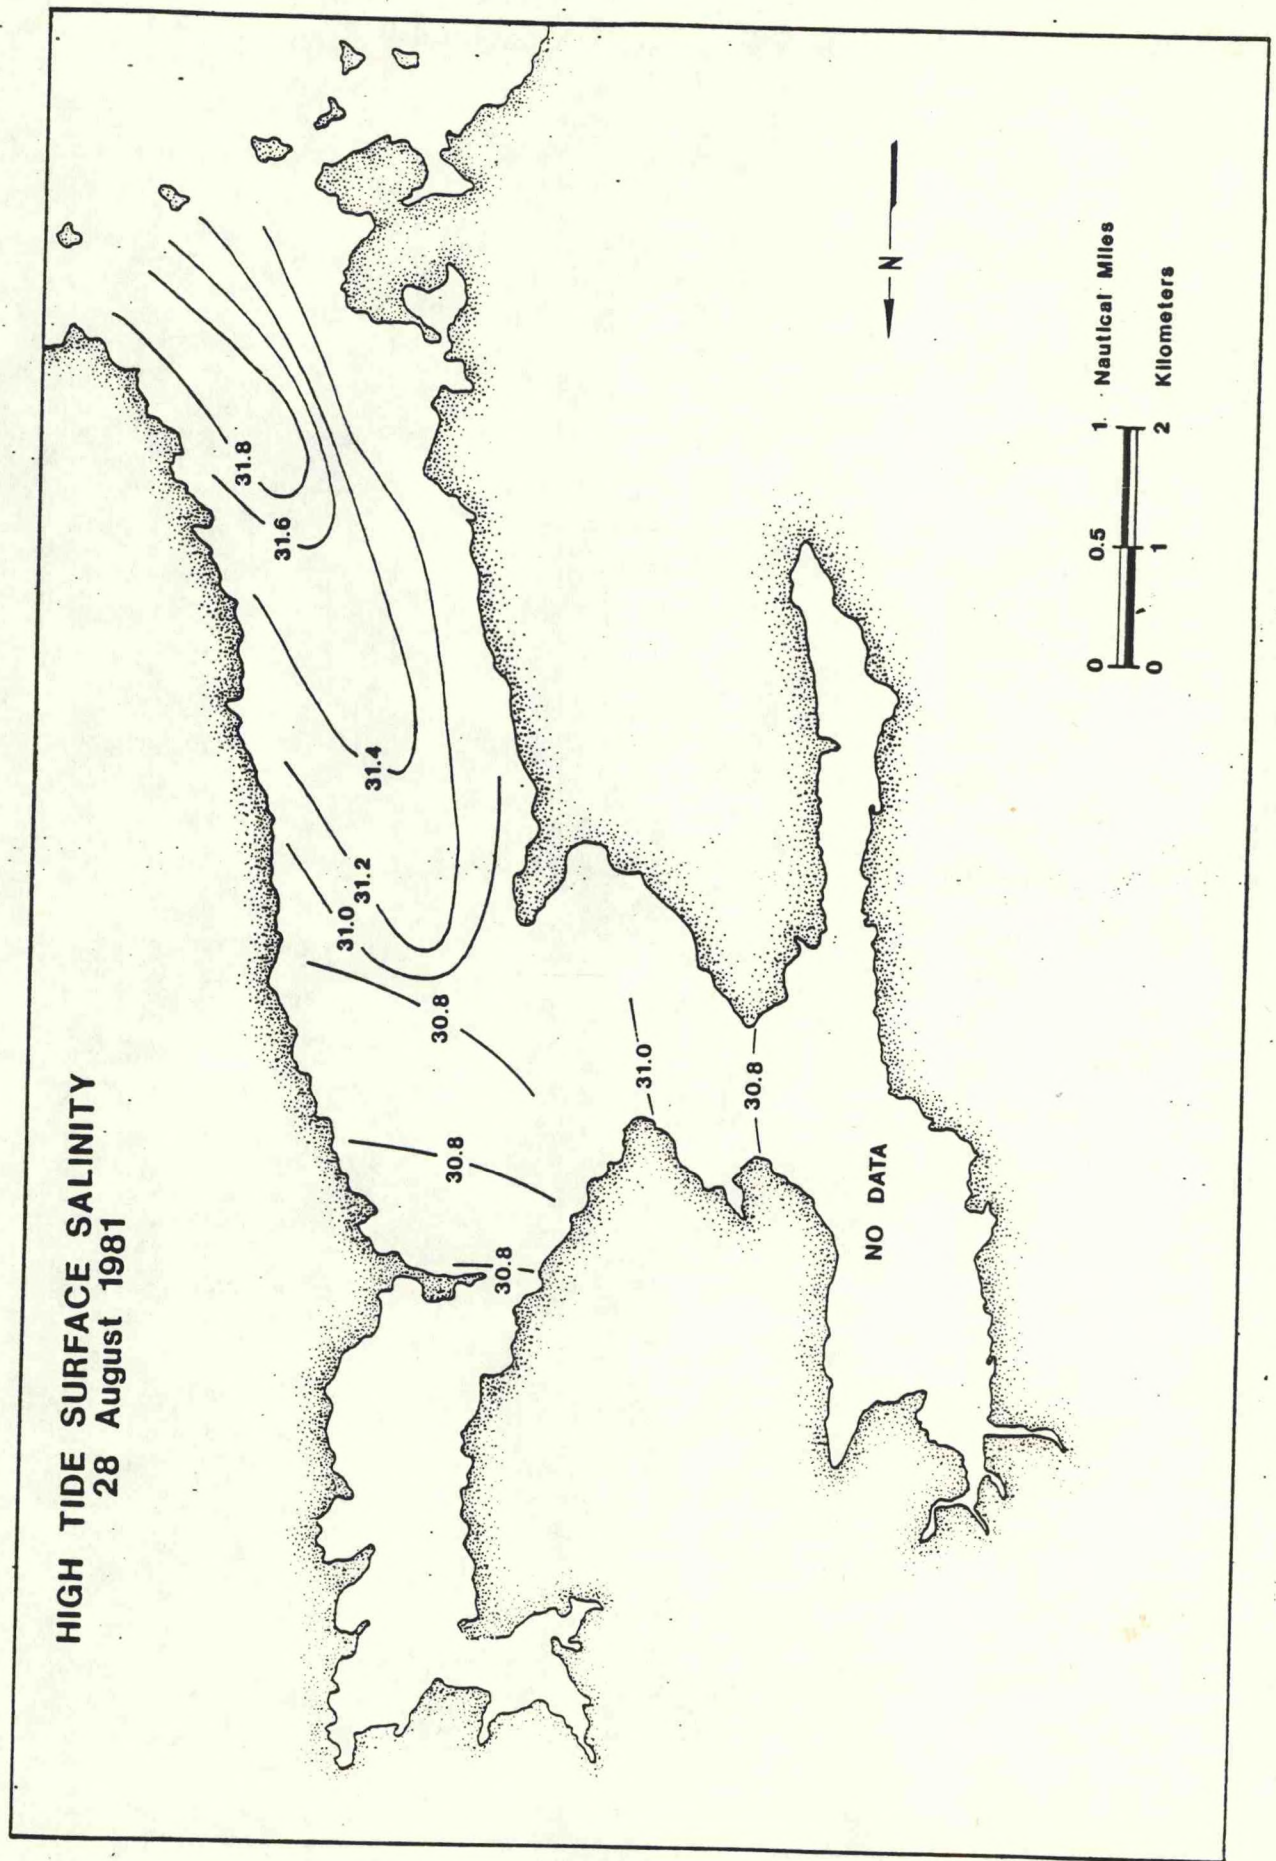 HIGH TIDE SURFACE SALINITY
28 August 1981
31.8
31.6
31.4
31.2
31.0
30.8
30.8
30.8
31.0
30.8
NO DATA
N
0 0.5 1 Nautical Miles
0 1 2 Kilometers